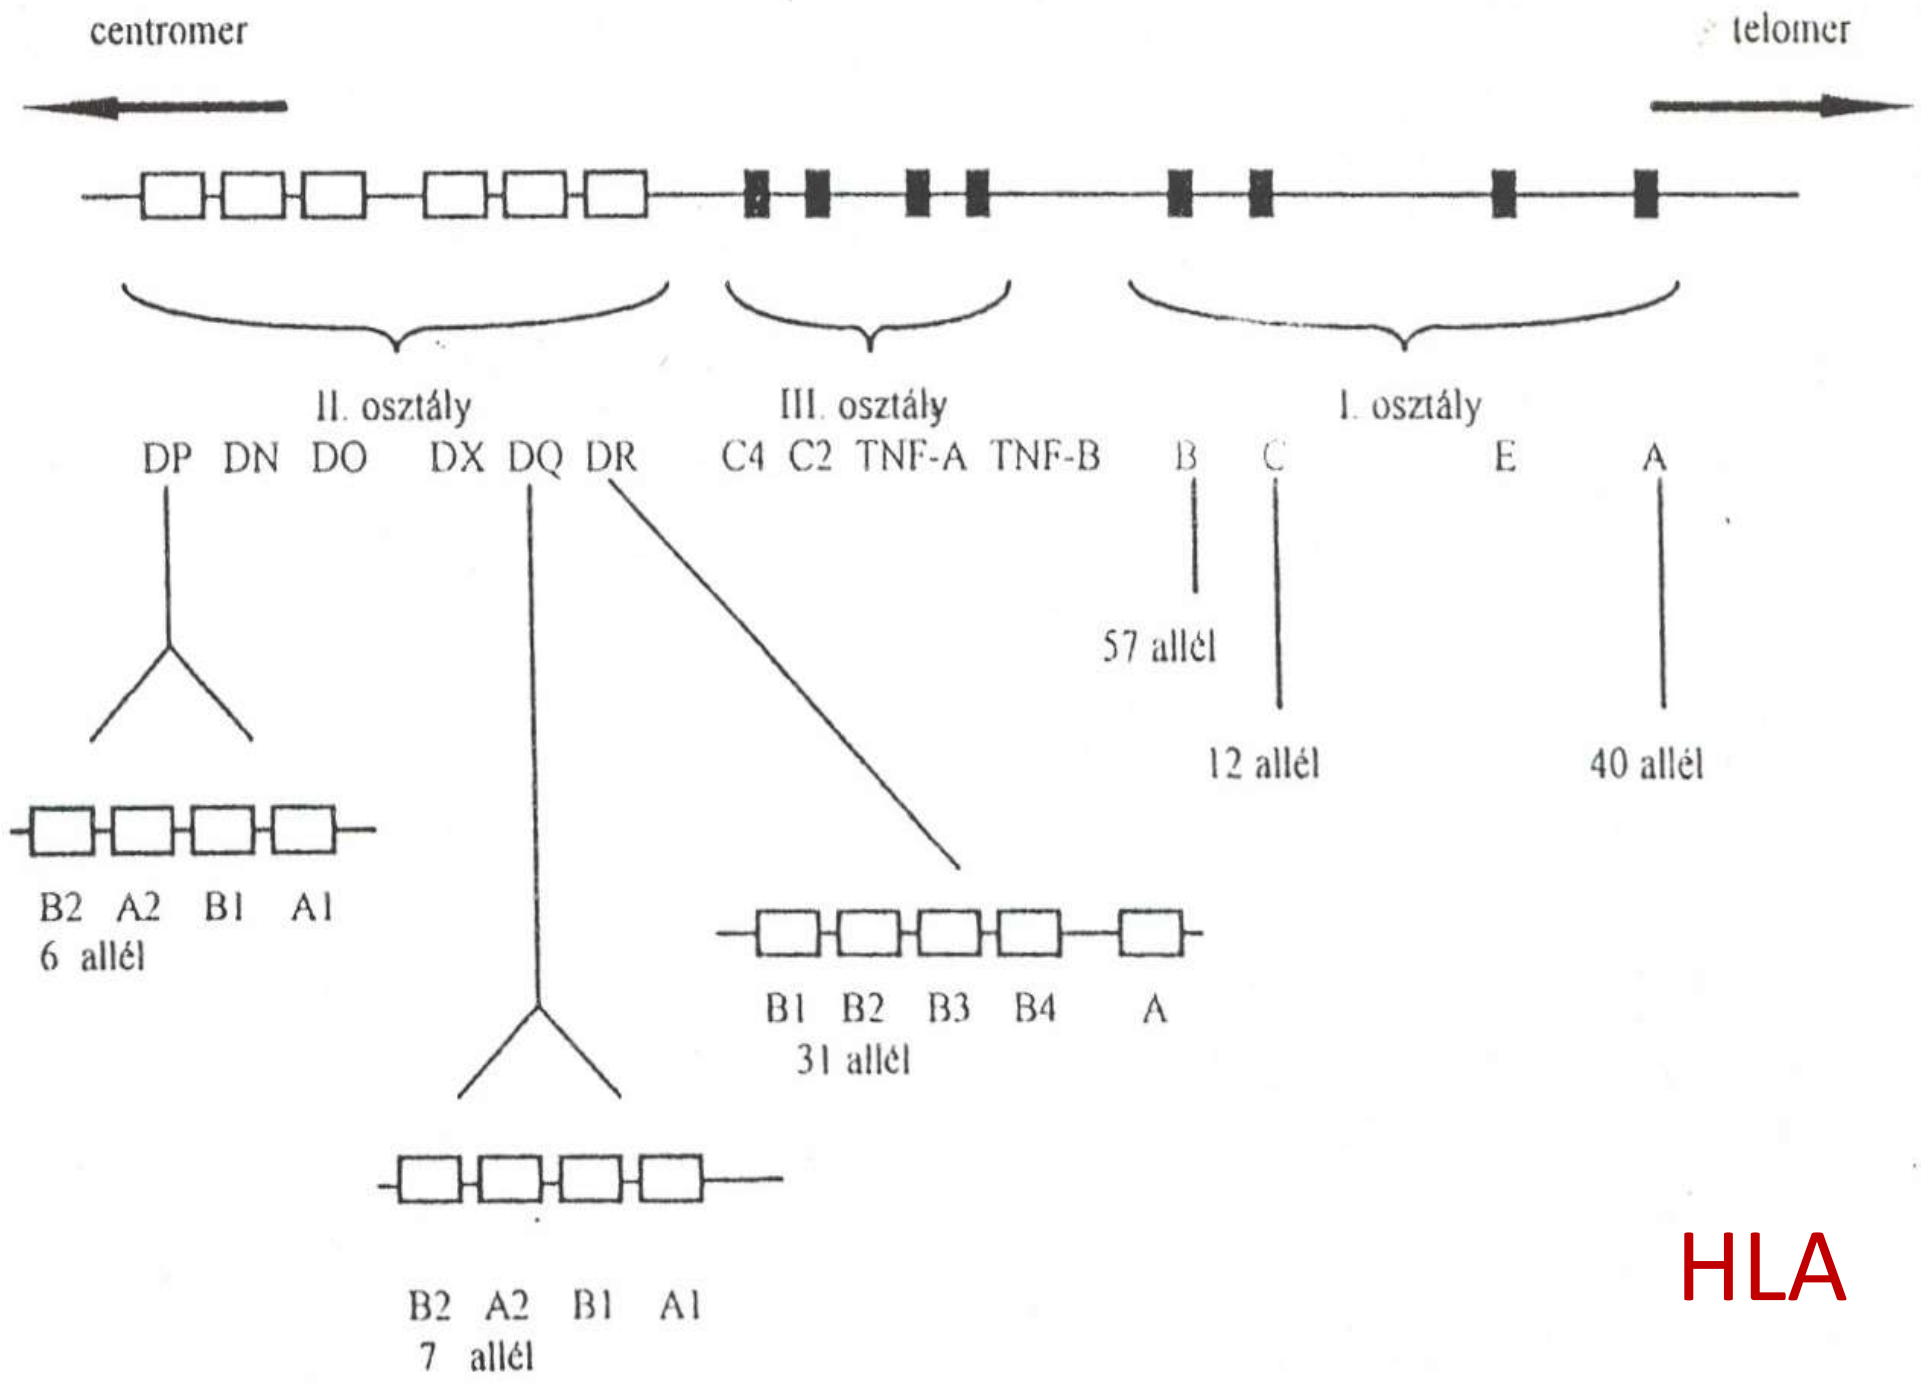 centromer telomer
II. osztály III. osztály I. osztály
DP DN DO DX DQ DR C4 C2 TNF-A TNF-B B C E A
57 allél
12 allél 40 allél
B2 A2 B1 A1
6 allél
B1 B2 B3 B4 A
31 allél
B2 A2 B1 A1
7 allél
HLA